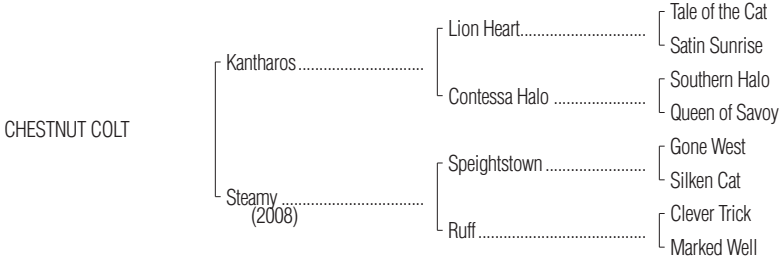 Tale of the Cat
Lion Heart..............................
Satin Sunrise
Kantharos..............................
Southern Halo
Contessa Halo ......................
Queen of Savoy
CHESTNUT COLT
Gone West
Speightstown ........................
Silken Cat
Steamy ..................................
(2008)
Clever Trick
Ruff........................................
Marked Well